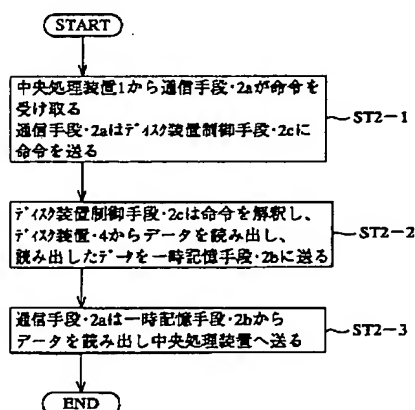 START
中央処理装置1から通信手段・2aが命令を
受け取る
通信手段・2aはディスク装置制御手段・2cに
命令を送る
ST2-1
ディスク装置制御手段・2cは命令を解釈し、
ディスク装置・4からデータを読み出し、
読み出したデータを一時記憶手段・2bに送る
ST2-2
通信手段・2aは一時記憶手段・2bから
データを読み出し中央処理装置へ送る
ST2-3
END